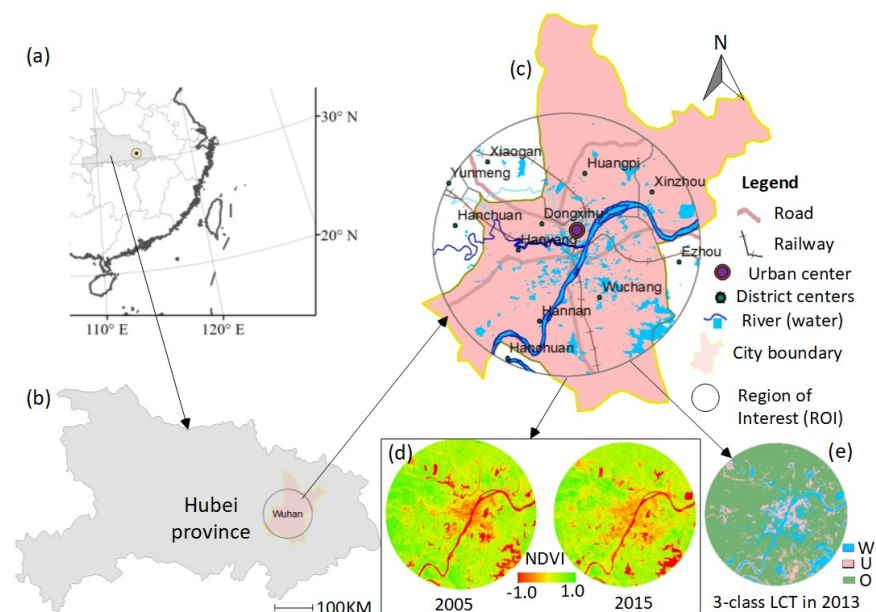 (a)
30° N
20° N
110° E
120° E
(b)
Hubei
province
Wuhan
100KM
(c)
N
Xiaogan
Yunmeng
Huangpi
Xinzhou
Hanchuan
Dongxihu
Hanyang
Ezhou
Wuchang
Hannan
Hanchuan
Legend
Road
Railway
Urban center
District centers
River (water)
City boundary
Region of
Interest (ROI)
(d)
NDVI
-1.0
1.0
2005
2015
(e)
W
U
O
3-class LCT in 2013